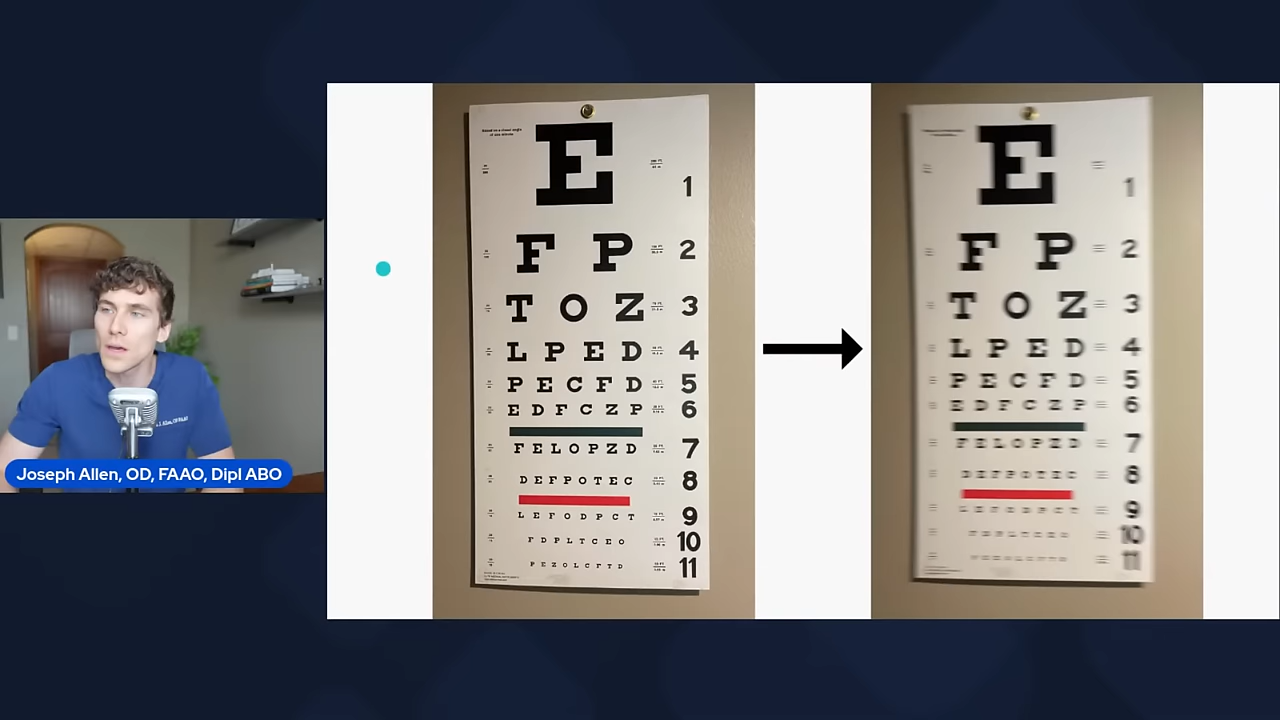 Joseph Allen, OD, FAAO, Dipl ABO
E 1
F P 2
T O Z 3
L P E D 4
P E C F D 5
E D F C Z P 6
F E L O P Z D 7
D E F P O T E C 8
L E F O D P C T 9
F D P L T C E O 10
P E Z O L C F T D 11
E 1
F P 2
T O Z 3
L P E D 4
P E C F D 5
E D F C Z P 6
F E L O P Z D 7
D E F P O T E C 8
L E F O D P C T 9
10
11